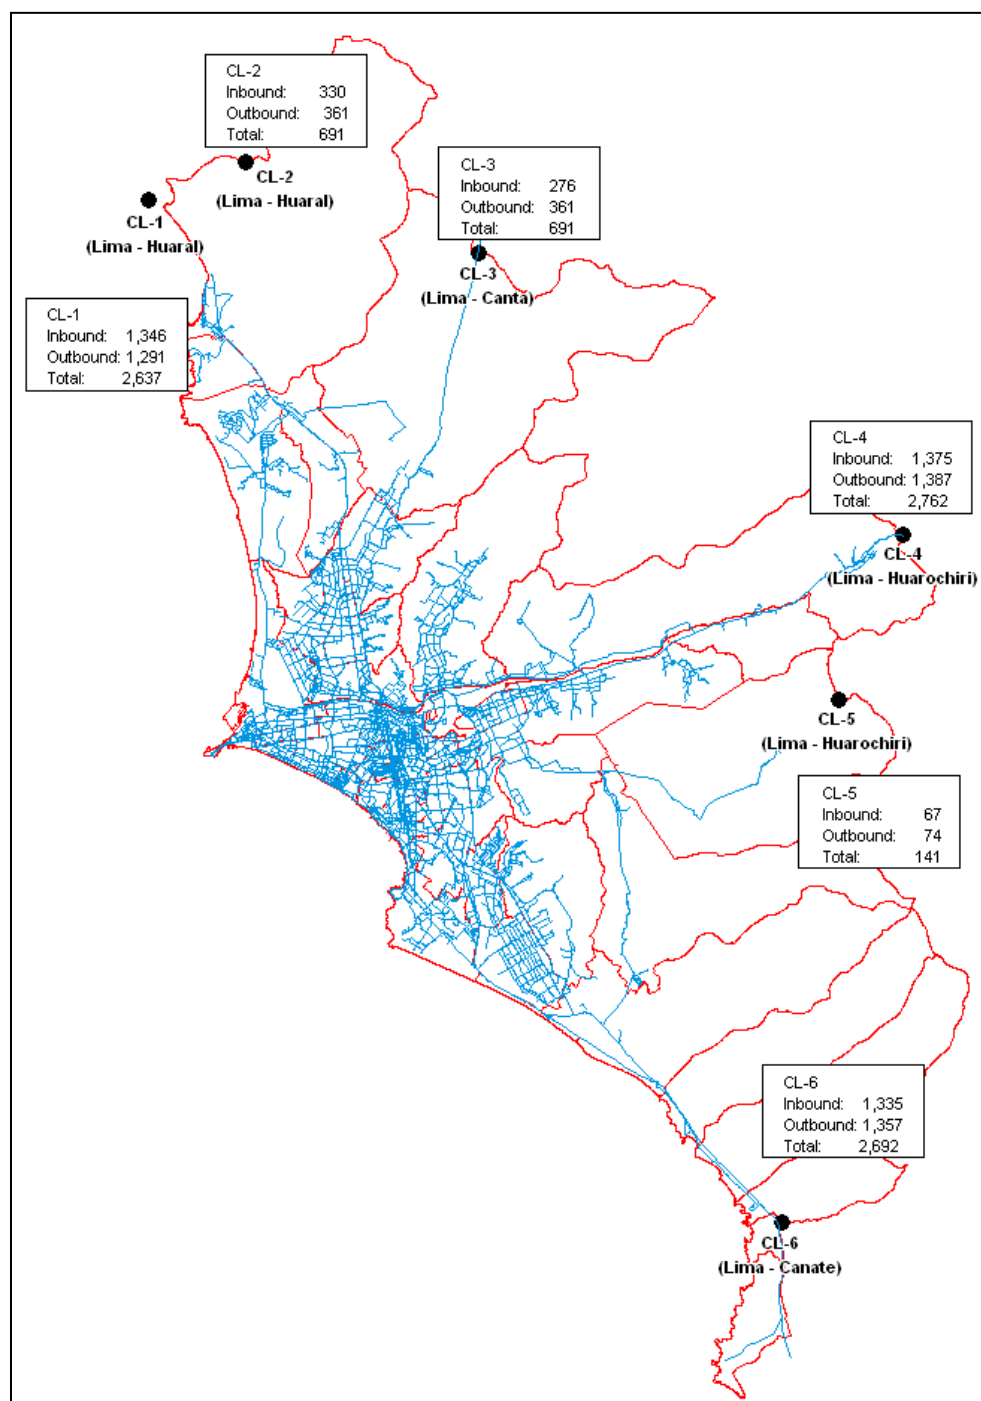 CL-2
Inbound: 330
Outbound: 361
Total: 691
CL-2
(Lima - Huaral)
CL-1
(Lima - Huaral)
CL-3
Inbound: 276
Outbound: 361
Total: 691
CL-3
(Lima - Canta)
CL-1
Inbound: 1,346
Outbound: 1,291
Total: 2,637
CL-4
Inbound: 1,375
Outbound: 1,387
Total: 2,762
CL-4
(Lima - Huarochiri)
CL-5
(Lima - Huarochiri)
CL-5
Inbound: 67
Outbound: 74
Total: 141
CL-6
Inbound: 1,335
Outbound: 1,357
Total: 2,692
CL-6
(Lima - Canate)